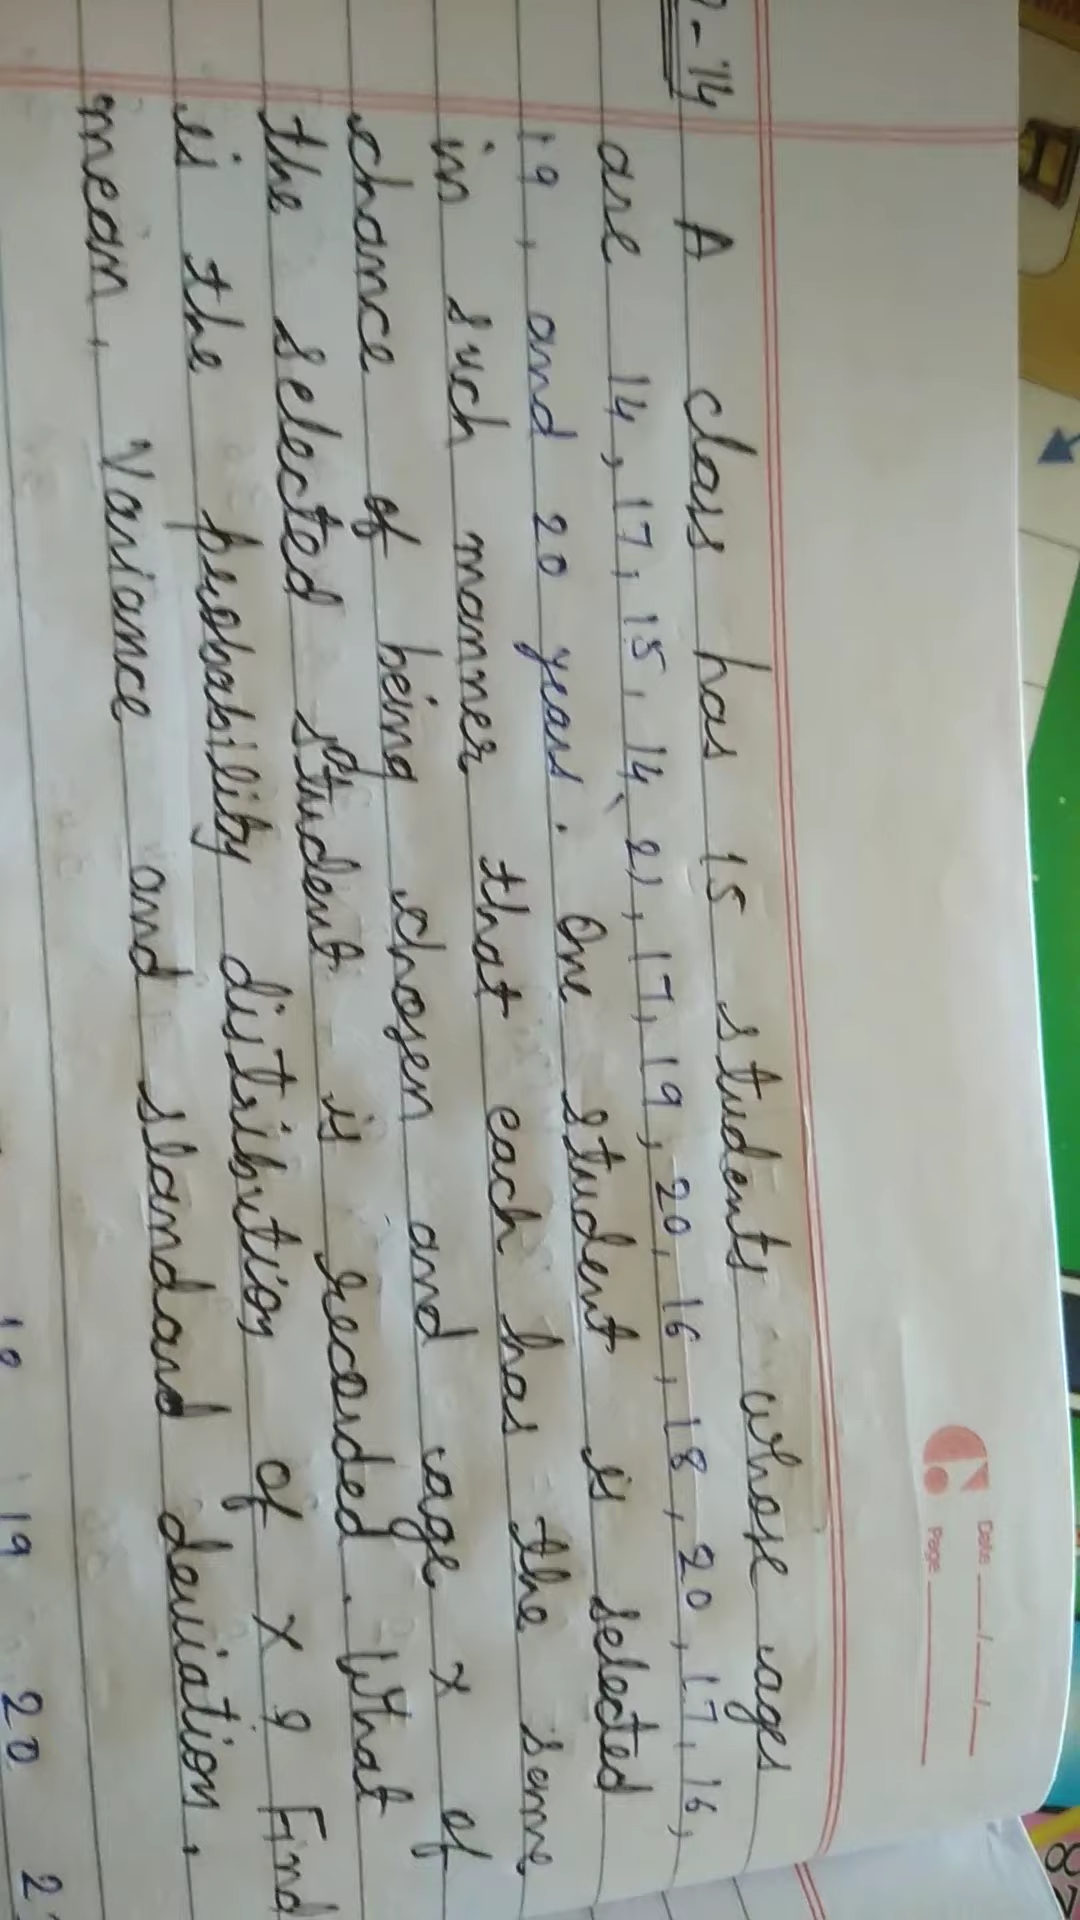 Date
Page
-14 A class has 15 students whose ages
are 14, 17, 15, 14, 21, 17, 19, 20, 16, 18, 20, 17, 16,
19, and 20 years. One student is selected
in such manner that each has the same
chance of being chosen and age x of
the selected student is recorded. What
is the probability distribution of x ? Find
mean, Variance and standard deviation.
19 20